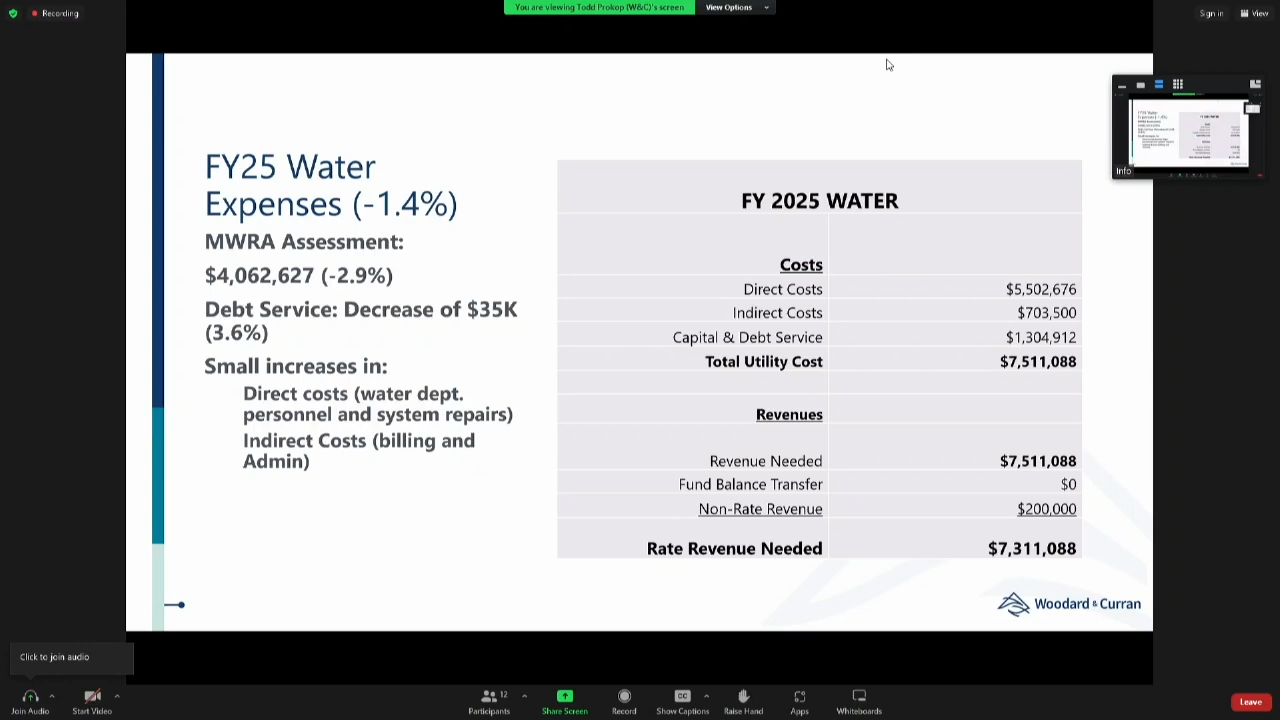 Recording
You are viewing Todd Prokop (W&C)'s screen
View Options
Sign in
View
FY25 Water
Expenses (-1.4%)
MWRA Assessment:
$4,062,627 (-2.9%)
Debt Service: Decrease of $35K
(3.6%)
Small increases in:
Direct costs (water dept.
personnel and system repairs)
Indirect Costs (billing and
Admin)
FY 2025 WATER
Costs
Direct Costs $5,502,676
Indirect Costs $703,500
Capital & Debt Service $1,304,912
Total Utility Cost $7,511,088
Revenues
Revenue Needed $7,511,088
Fund Balance Transfer $0
Non-Rate Revenue $200,000
Rate Revenue Needed $7,311,088
Woodard & Curran
Info
Click to join audio
Join Audio
Start Video
Participants 12
Share Screen
Record
CC
Show Captions
Raise Hand
Apps
Whiteboards
Leave